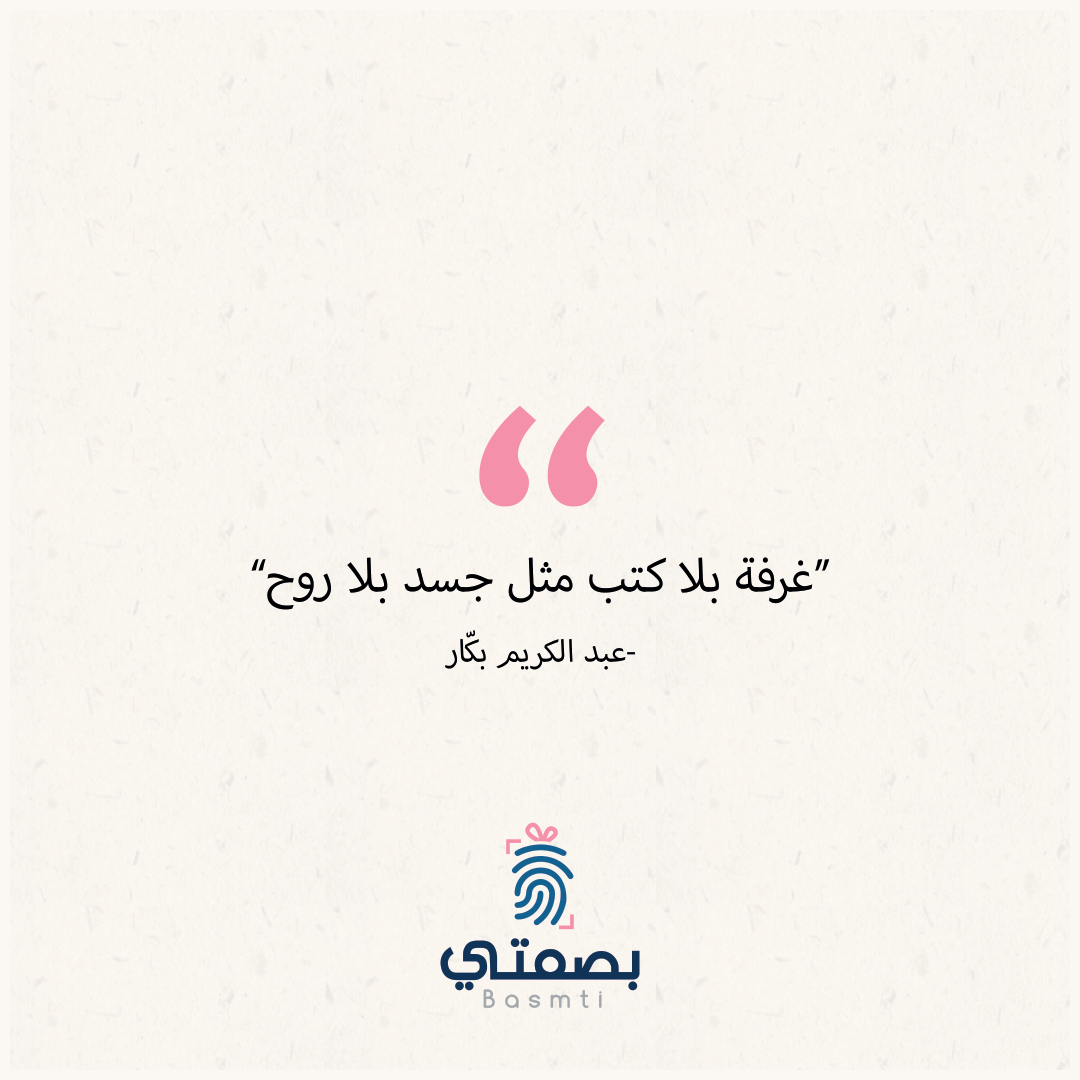 ”غرفة بلا كتب مثل جسد بلا روح“
-عبد الكريم بكّار
بصمتي
Basmti